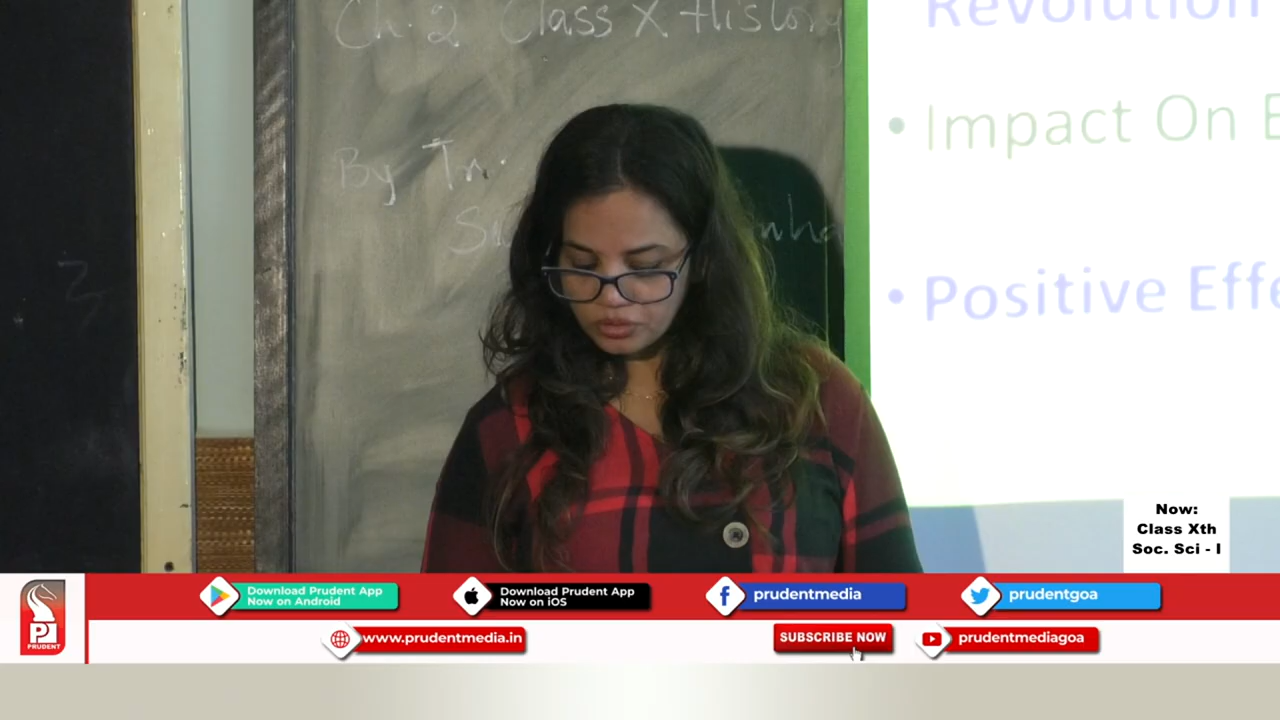 Ch. 2 Class X History
By Tr.
Revolution
• Impact On E
• Positive Effe
Now:
Class Xth
Soc. Sci - I
PRUDENT
Download Prudent App
Now on Android
Download Prudent App
Now on iOS
prudentmedia
prudentgoa
www.prudentmedia.in
SUBSCRIBE NOW
prudentmediagoa